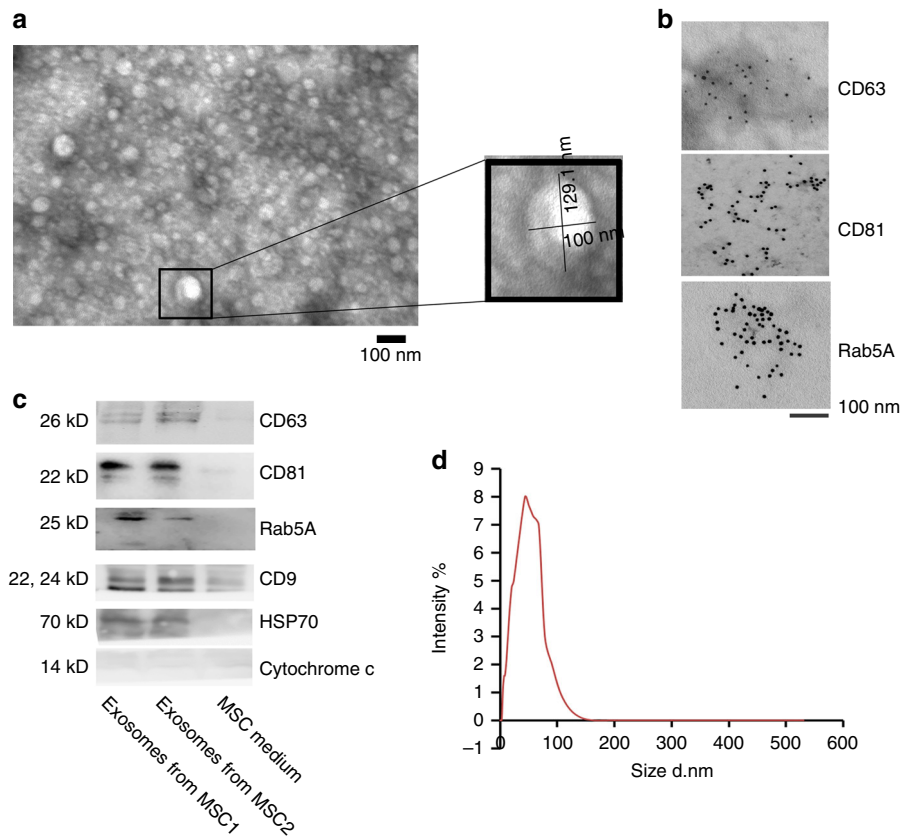 a
129.1 nm
100 nm
100 nm
b
CD63
CD81
Rab5A
100 nm
c
26 kD
CD63
22 kD
CD81
25 kD
Rab5A
22, 24 kD
CD9
70 kD
HSP70
14 kD
Cytochrome c
Exosomes from MSC1
Exosomes from MSC2
MSC medium
d
9
8
7
6
5
4
3
2
1
0
–1
Intensity %
0 100 200 300 400 500 600
Size d.nm